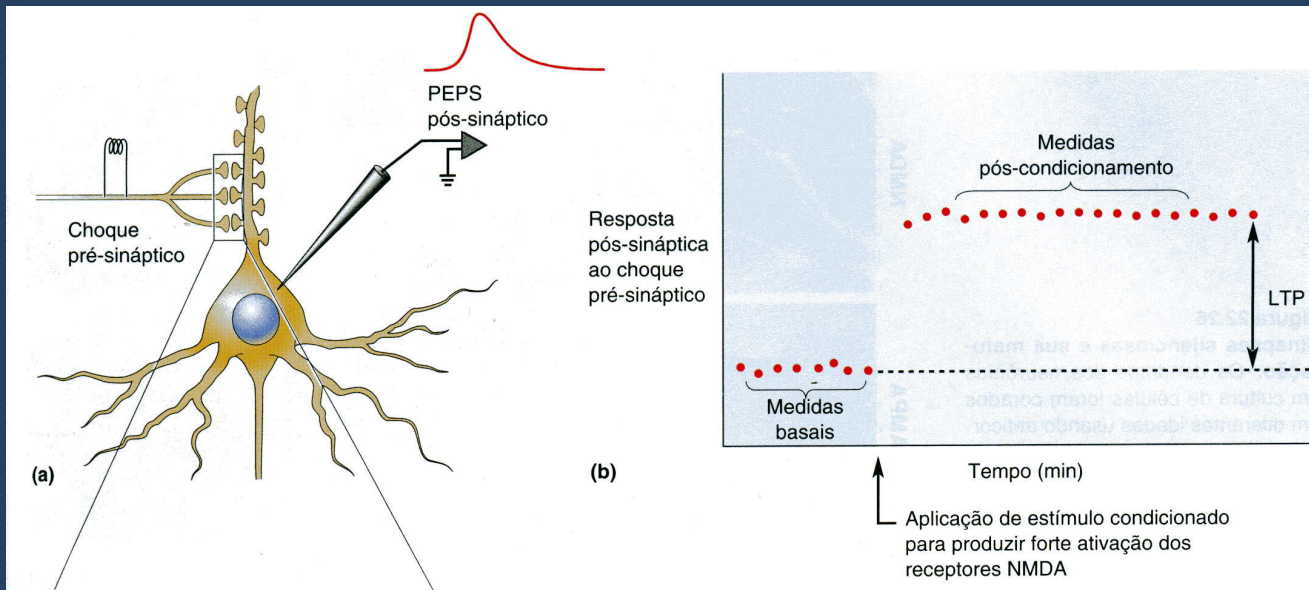 PEPS
pós-sináptico
Choque
pré-sináptico
(a)
Resposta
pós-sináptica
ao choque
pré-sináptico
(b)
Medidas
pós-condicionamento
LTP
Medidas
basais
Tempo (min)
Aplicação de estímulo condicionado
para produzir forte ativação dos
receptores NMDA